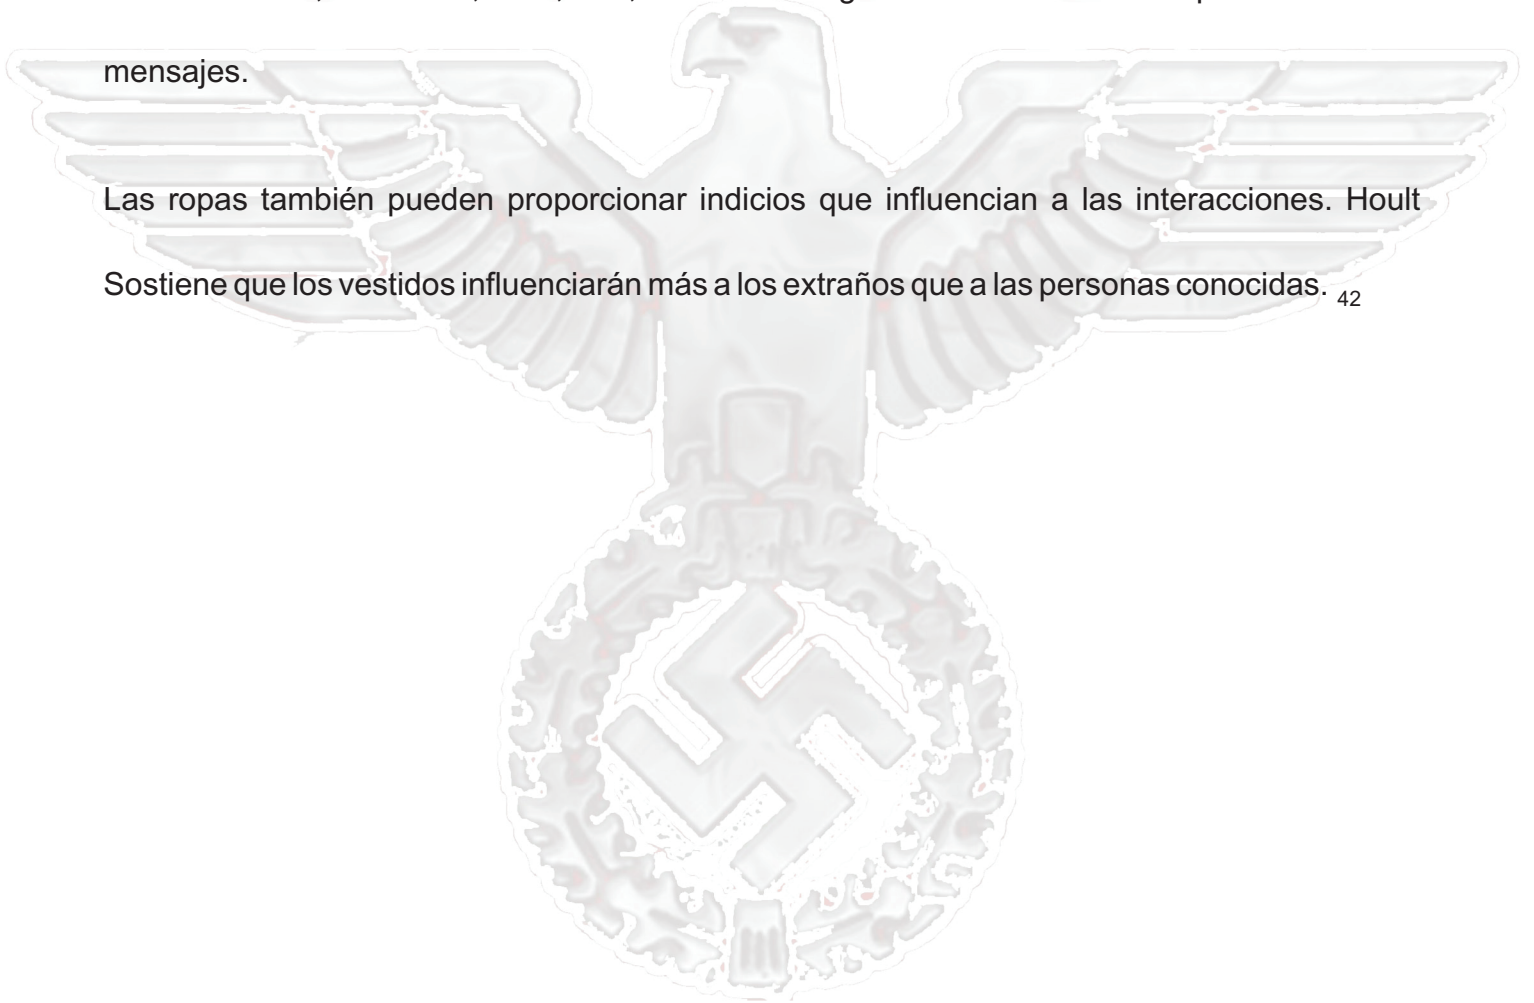 mensajes.
Las ropas también pueden proporcionar indicios que influencian a las interacciones. Hoult
Sostiene que los vestidos influenciarán más a los extraños que a las personas conocidas. 42